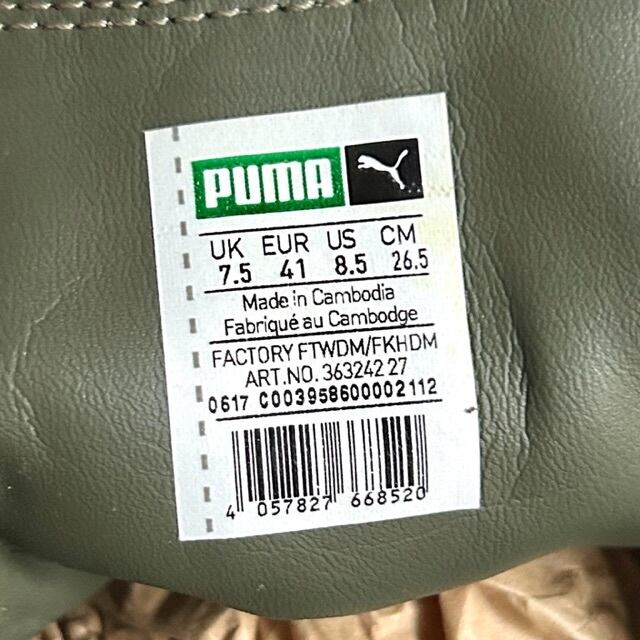 PUMA
UK EUR US CM
7.5 41 8.5 26.5
Made in Cambodia
Fabriqué au Cambodge
FACTORY FTWDM/FKHDM
ART.NO. 363242 27
0617 C003958600002112
4 057827 668520